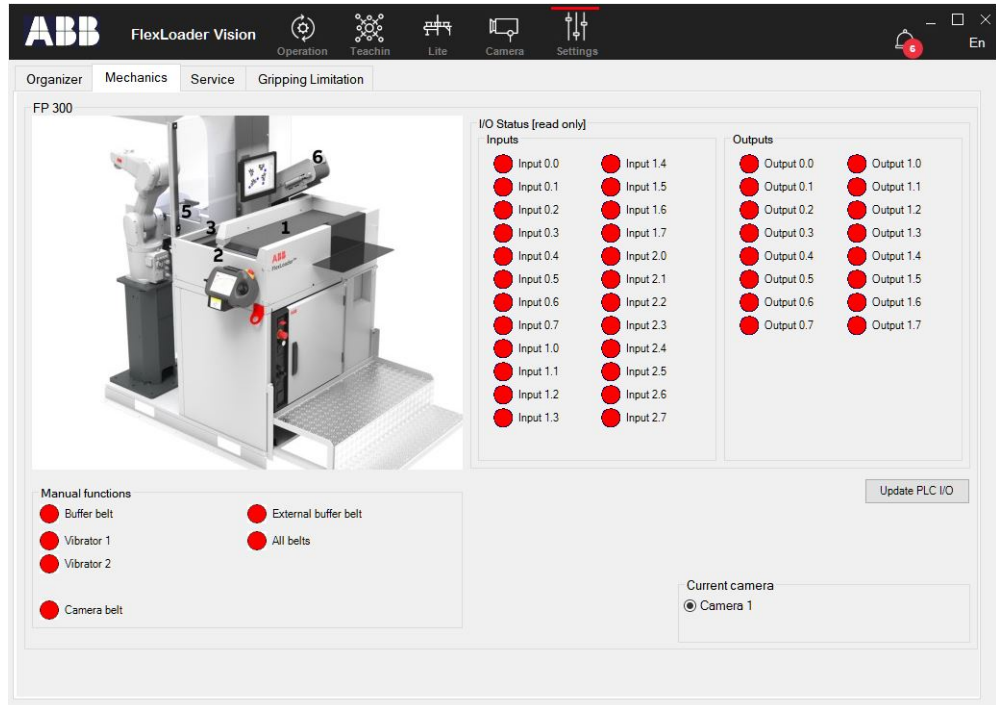 ABB FlexLoader Vision
Operation Teachin Lite Camera Settings
6
En
Organizer Mechanics Service Gripping Limitation
FP 300
6
5
3
1
2
ABB
FlexLoader
I/O Status [read only]
Inputs
Input 0.0 Input 1.4
Input 0.1 Input 1.5
Input 0.2 Input 1.6
Input 0.3 Input 1.7
Input 0.4 Input 2.0
Input 0.5 Input 2.1
Input 0.6 Input 2.2
Input 0.7 Input 2.3
Input 1.0 Input 2.4
Input 1.1 Input 2.5
Input 1.2 Input 2.6
Input 1.3 Input 2.7
Outputs
Output 0.0 Output 1.0
Output 0.1 Output 1.1
Output 0.2 Output 1.2
Output 0.3 Output 1.3
Output 0.4 Output 1.4
Output 0.5 Output 1.5
Output 0.6 Output 1.6
Output 0.7 Output 1.7
Update PLC I/O
Manual functions
Buffer belt External buffer belt
Vibrator 1 All belts
Vibrator 2
Camera belt
Current camera
Camera 1